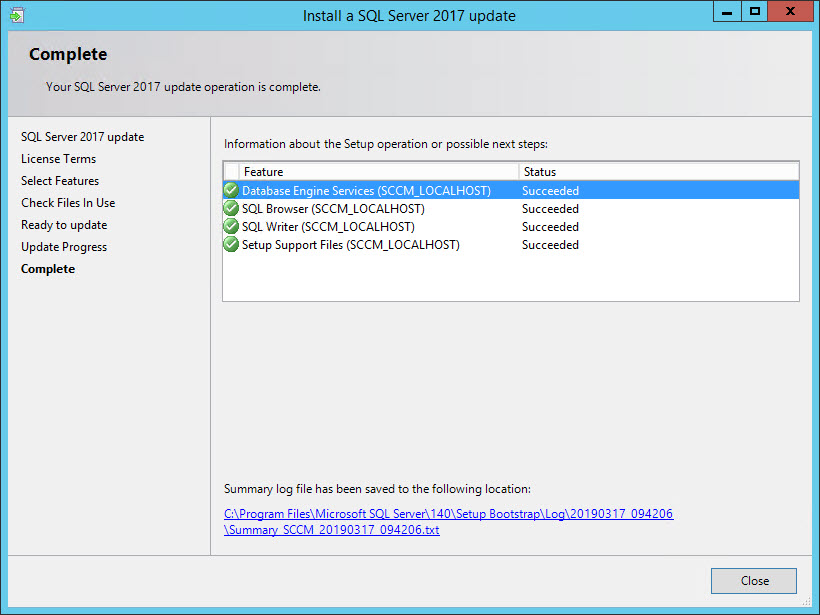 Install a SQL Server 2017 update
Complete
Your SQL Server 2017 update operation is complete.
SQL Server 2017 update
License Terms
Select Features
Check Files In Use
Ready to update
Update Progress
Complete
Information about the Setup operation or possible next steps:
Feature Status
Database Engine Services (SCCM_LOCALHOST) Succeeded
SQL Browser (SCCM_LOCALHOST) Succeeded
SQL Writer (SCCM_LOCALHOST) Succeeded
Setup Support Files (SCCM_LOCALHOST) Succeeded
Summary log file has been saved to the following location:
C:\Program Files\Microsoft SQL Server\140\Setup Bootstrap\Log\20190317_094206
\Summary_SCCM_20190317_094206.txt
Close